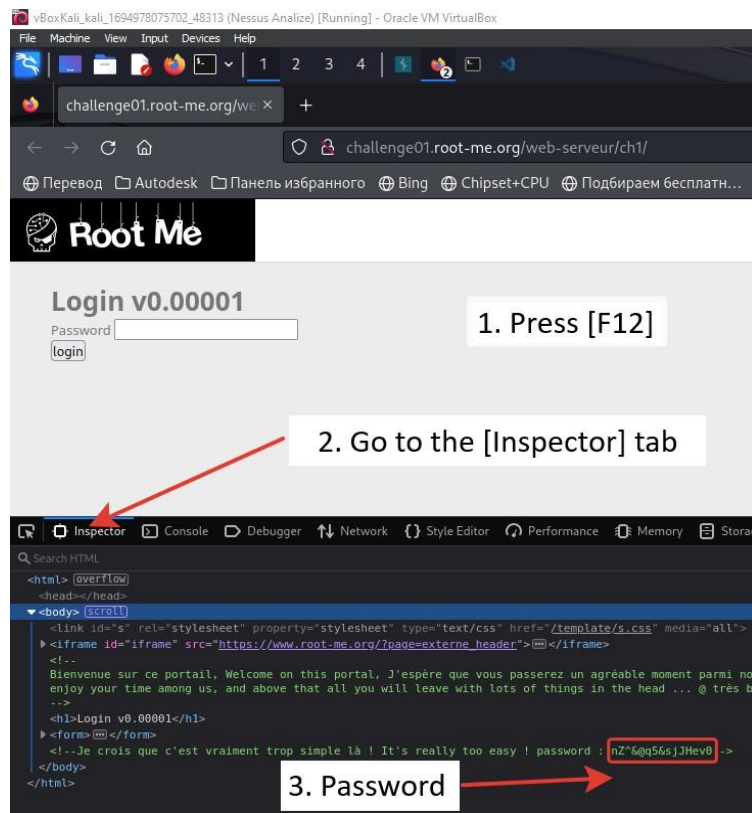 vBoxKali_kali_1694978075702_48313 (Nessus Analize) [Running] - Oracle VM VirtualBox
File Machine View Input Devices Help
1 2 3 4
2
challenge01.root-me.org/we ×
+
challenge01.root-me.org/web-serveur/ch1/
Перевод Autodesk Панель избранного Bing Chipset+CPU Подбираем бесплатн...
Root Me
Login v0.00001
Password
login
1. Press [F12]
2. Go to the [Inspector] tab
Inspector Console Debugger Network {} Style Editor Performance Memory Stora
Search HTML
<html> overflow
<head></head>
<body> scroll
<link id="s" rel="stylesheet" property="stylesheet" type="text/css" href="/template/s.css" media="all">
<iframe id="iframe" src="https://www.root-me.org/?page=externe_header"></iframe>
<!--
Bienvenue sur ce portail, Welcome on this portal, J'espère que vous passerez un agréable moment parmi no
enjoy your time among us, and above that all you will leave with lots of things in the head ... @ très b
-->
<h1>Login v0.00001</h1>
<form></form>
<!--Je crois que c'est vraiment trop simple là ! It's really too easy ! password : nZ^&@q5&sjJHev0 -->
</body>
</html>
3. Password